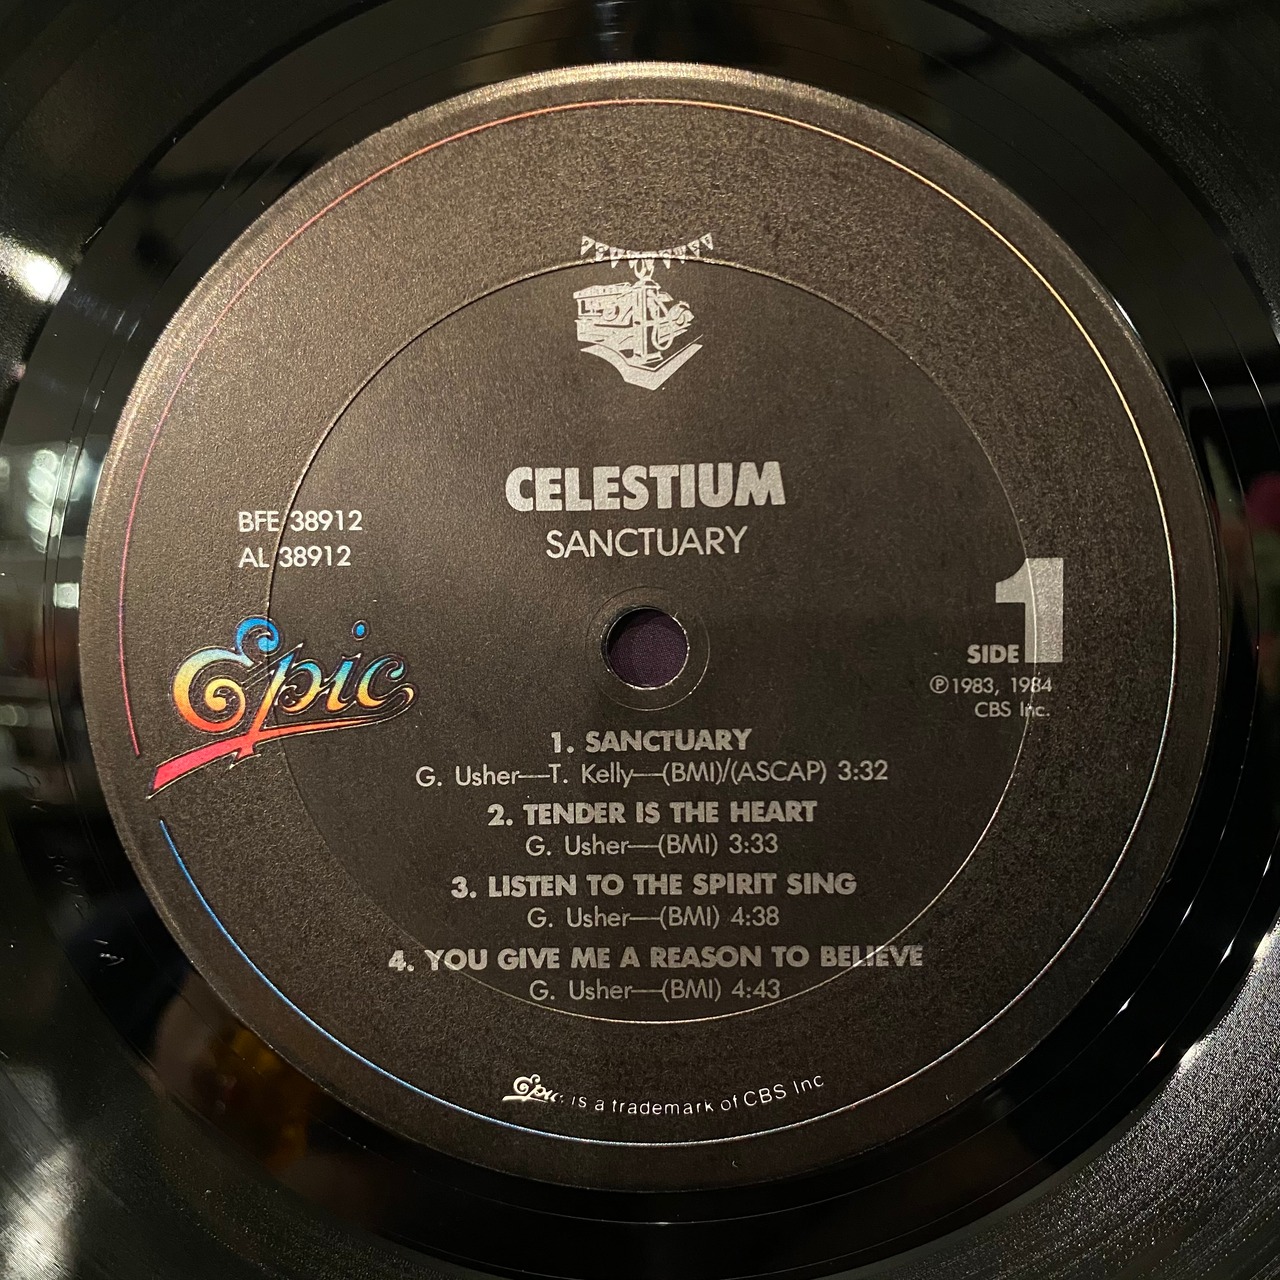 CELESTIUM
SANCTUARY
BFE 38912
AL 38912
Epic
SIDE 1
℗1983, 1984
CBS Inc.
1. SANCTUARY
G. Usher—T. Kelly—(BMI)/(ASCAP) 3:32
2. TENDER IS THE HEART
G. Usher—(BMI) 3:33
3. LISTEN TO THE SPIRIT SING
G. Usher—(BMI) 4:38
4. YOU GIVE ME A REASON TO BELIEVE
G. Usher—(BMI) 4:43
Epic. is a trademark of CBS Inc